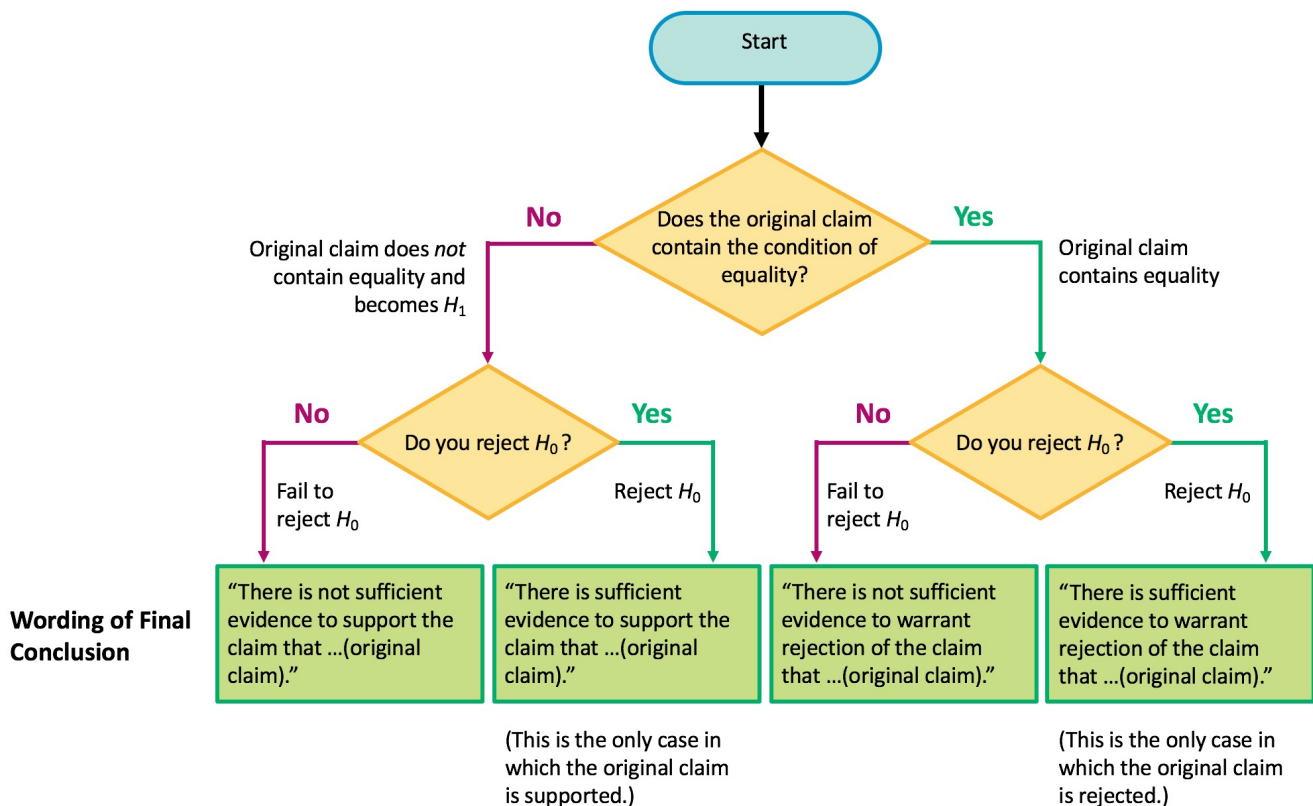 Start
Does the original claim
contain the condition of
equality?
No
Yes
Original claim does not
contain equality and
becomes H₁
Original claim
contains equality
Do you reject H₀?
No
Yes
Fail to
reject H₀
Reject H₀
Do you reject H₀?
No
Yes
Fail to
reject H₀
Reject H₀
Wording of Final
Conclusion
“There is not sufficient
evidence to support the
claim that ...(original
claim).”
“There is sufficient
evidence to support the
claim that ...(original
claim).”
(This is the only case in
which the original claim
is supported.)
“There is not sufficient
evidence to warrant
rejection of the claim
that ...(original claim).”
“There is sufficient
evidence to warrant
rejection of the claim
that ...(original claim).”
(This is the only case in
which the original claim
is rejected.)